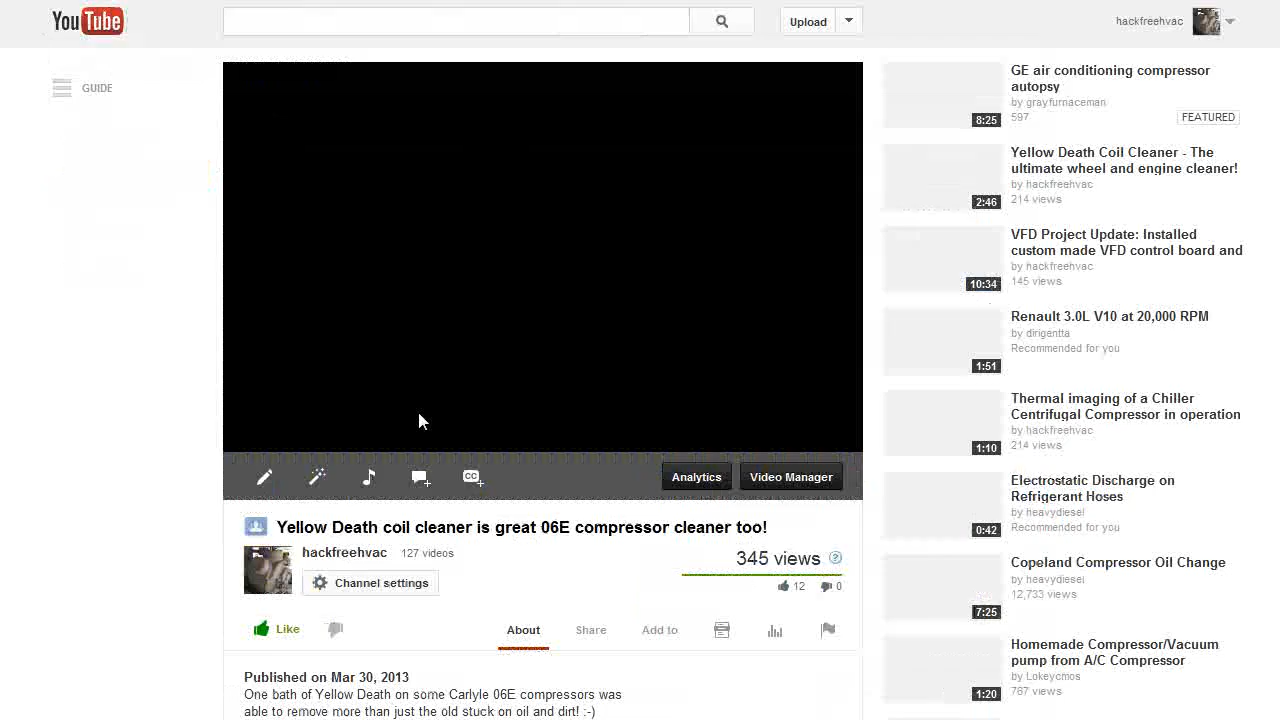 YouTube
Upload
hackfreehvac
GUIDE
GE air conditioning compressor
autopsy
by grayfurnaceman
597
FEATURED
8:25
Yellow Death Coil Cleaner - The
ultimate wheel and engine cleaner!
by hackfreehvac
214 views
2:46
VFD Project Update: Installed
custom made VFD control board and
by hackfreehvac
145 views
10:34
Renault 3.0L V10 at 20,000 RPM
by dirigentta
Recommended for you
1:51
Thermal imaging of a Chiller
Centrifugal Compressor in operation
by hackfreehvac
214 views
1:10
Electrostatic Discharge on
Refrigerant Hoses
by heavydiesel
Recommended for you
0:42
Copeland Compressor Oil Change
by heavydiesel
12,733 views
7:25
Homemade Compressor/Vacuum
pump from A/C Compressor
by Lokeycmos
767 views
1:20
CC
Analytics
Video Manager
Yellow Death coil cleaner is great 06E compressor cleaner too!
hackfreehvac 127 videos
345 views ?
Channel settings
12 0
Like
About Share Add to
Published on Mar 30, 2013
One bath of Yellow Death on some Carlyle 06E compressors was
able to remove more than just the old stuck on oil and dirt! :-)